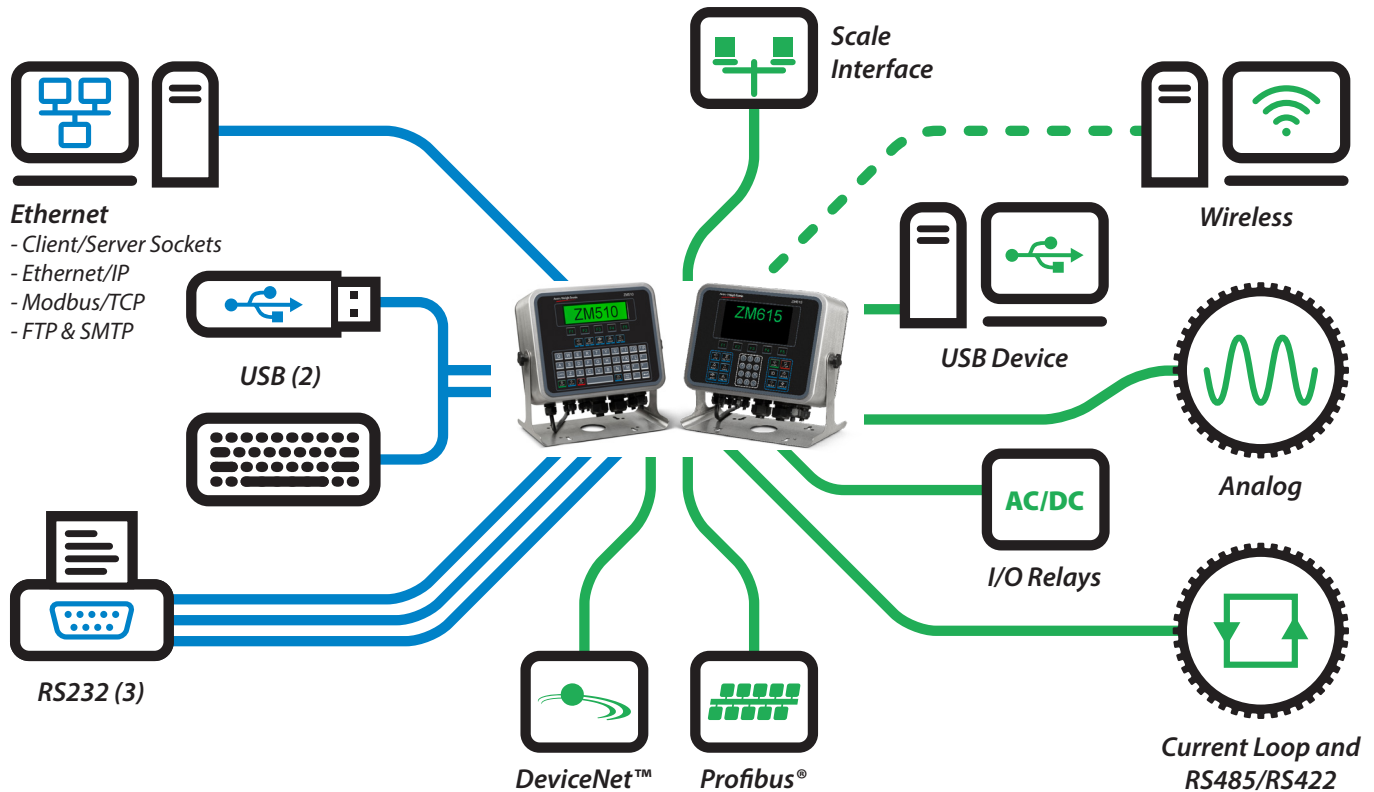 Scale
Interface
Ethernet
- Client/Server Sockets
- Ethernet/IP
- Modbus/TCP
- FTP & SMTP
Wireless
USB (2)
USB Device
ZM510
ZM615
Analog
AC/DC
I/O Relays
RS232 (3)
DeviceNet™
Profibus®
Current Loop and
RS485/RS422